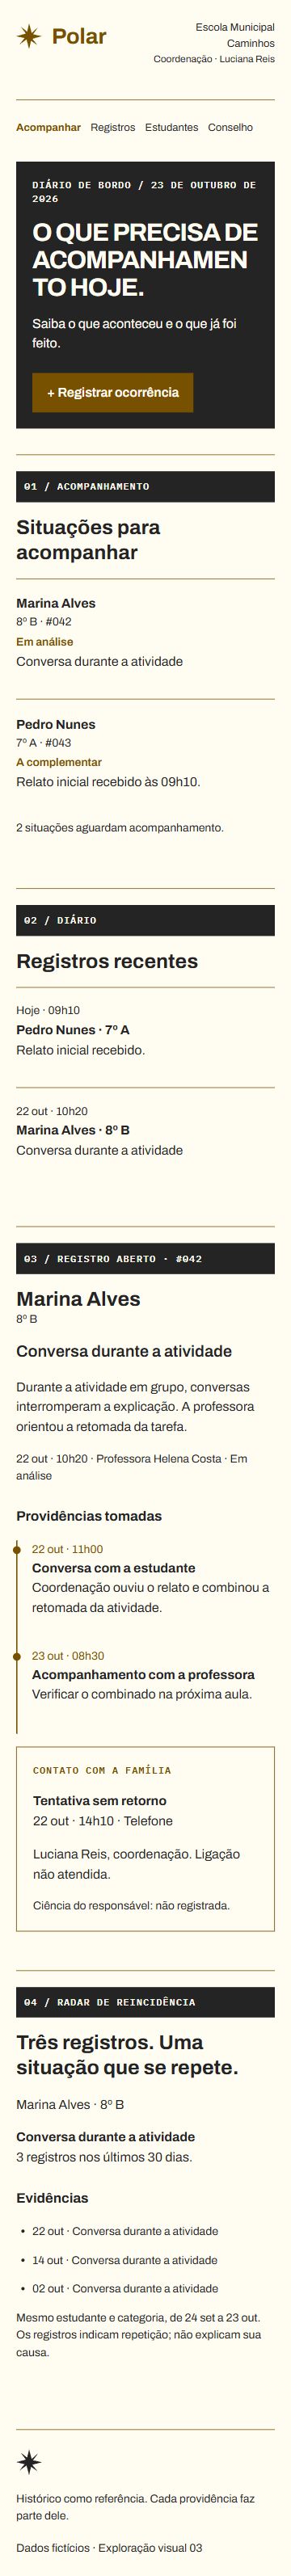 Polar
Escola Municipal
Caminhos
Coordenação · Luciana Reis
Acompanhar Registros Estudantes Conselho
DIÁRIO DE BORDO / 23 DE OUTUBRO DE
2026
O QUE PRECISA DE
ACOMPANHAMEN
TO HOJE.
Saiba o que aconteceu e o que já foi
feito.
+ Registrar ocorrência
01 / ACOMPANHAMENTO
Situações para
acompanhar
Marina Alves
8º B · #042
Em análise
Conversa durante a atividade
Pedro Nunes
7º A · #043
A complementar
Relato inicial recebido às 09h10.
2 situações aguardam acompanhamento.
02 / DIÁRIO
Registros recentes
Hoje · 09h10
Pedro Nunes · 7º A
Relato inicial recebido.
22 out · 10h20
Marina Alves · 8º B
Conversa durante a atividade
03 / REGISTRO ABERTO · #042
Marina Alves
8º B
Conversa durante a atividade
Durante a atividade em grupo, conversas
interromperam a explicação. A professora
orientou a retomada da tarefa.
22 out · 10h20 · Professora Helena Costa · Em
análise
Providências tomadas
22 out · 11h00
Conversa com a estudante
Coordenação ouviu o relato e combinou a
retomada da atividade.
23 out · 08h30
Acompanhamento com a professora
Verificar o combinado na próxima aula.
CONTATO COM A FAMÍLIA
Tentativa sem retorno
22 out · 14h10 · Telefone
Luciana Reis, coordenação. Ligação
não atendida.
Ciência do responsável: não registrada.
04 / RADAR DE REINCIDÊNCIA
Três registros. Uma
situação que se repete.
Marina Alves · 8º B
Conversa durante a atividade
3 registros nos últimos 30 dias.
Evidências
• 22 out · Conversa durante a atividade
• 14 out · Conversa durante a atividade
• 02 out · Conversa durante a atividade
Mesmo estudante e categoria, de 24 set a 23 out.
Os registros indicam repetição; não explicam sua
causa.
Histórico como referência. Cada providência faz
parte dele.
Dados fictícios · Exploração visual 03